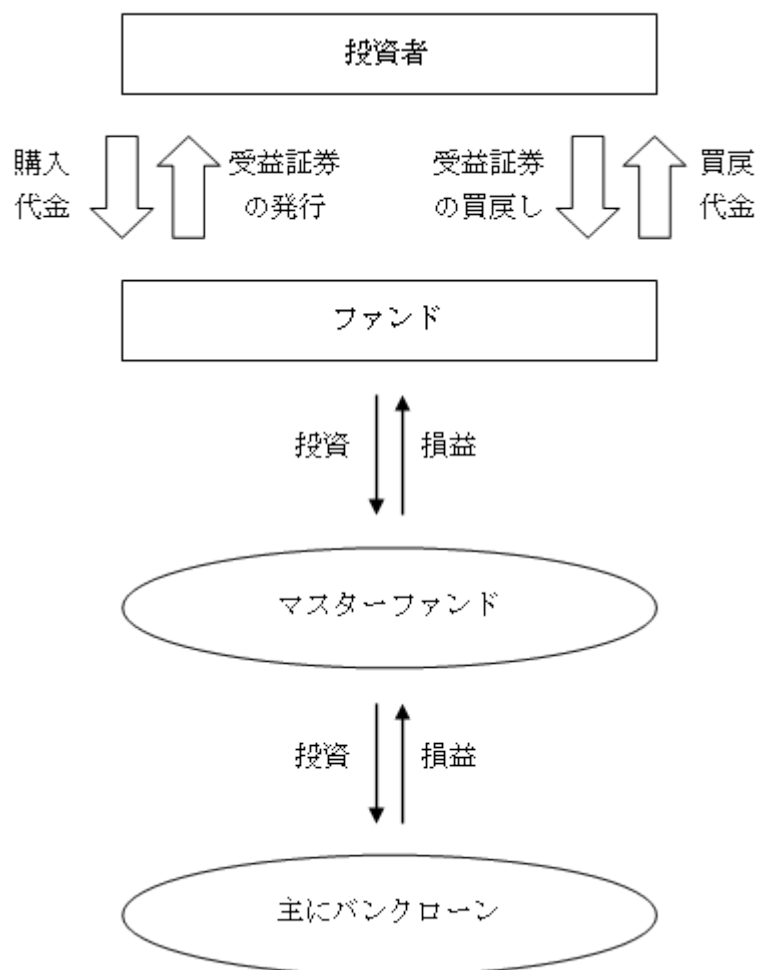 投資者
購入
代金
受益証券
の発行
受益証券
の買戻し
買戻
代金
ファンド
投資
損益
マスターファンド
投資
損益
主にバンクローン